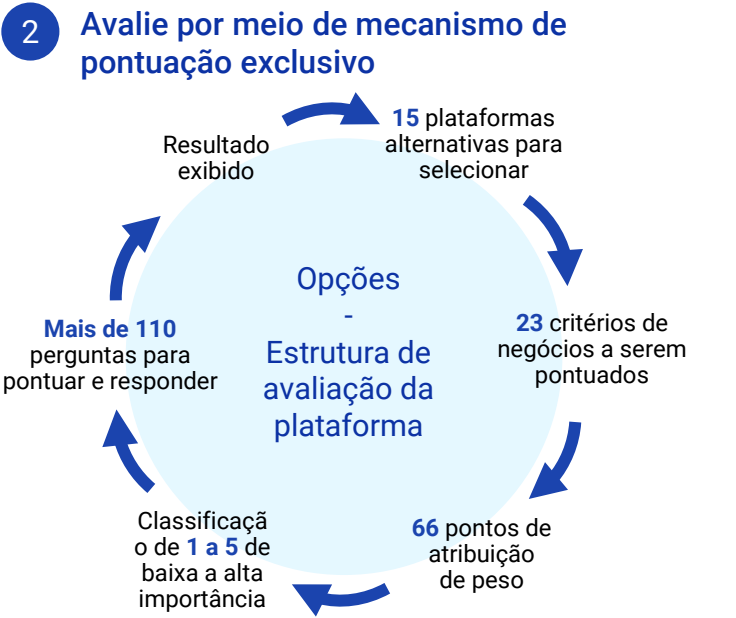 2
Avalie por meio de mecanismo de
pontuação exclusivo
15 plataformas
alternativas para
selecionar
23 critérios de
negócios a serem
pontuados
66 pontos de
atribuição
de peso
Classificaçã
o de 1 a 5 de
baixa a alta
importância
Mais de 110
perguntas para
pontuar e responder
Resultado
exibido
Opções
-
Estrutura de
avaliação da
plataforma